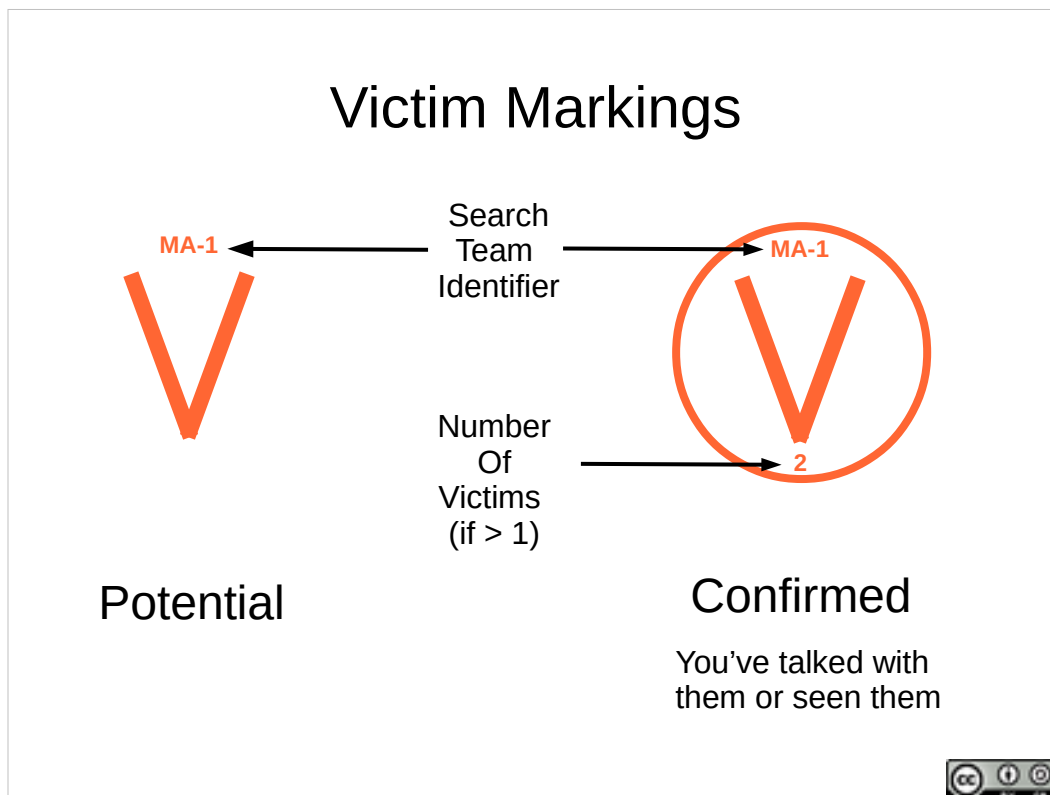 Victim Markings
Search
Team
Identifier
MA-1
MA-1
V
V
Number
Of
Victims
(if > 1)
2
Potential
Confirmed
You've talked with
them or seen them
cc